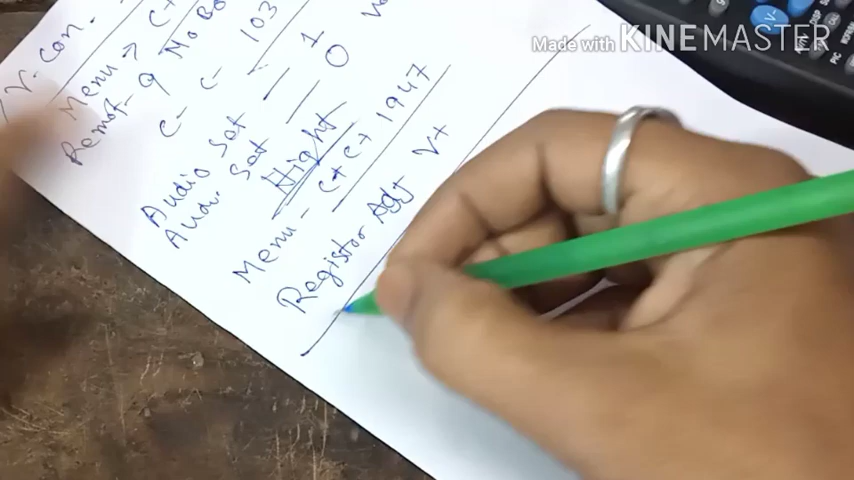 T.V. Con.
Menu → C+
Remot- 9 No Bo
C- C- 103
Audio Sat — 1
Audi Sat — 0
Hight
Menu - C+ C+ 1947
Registor Adj V+
Made with KINEMASTER